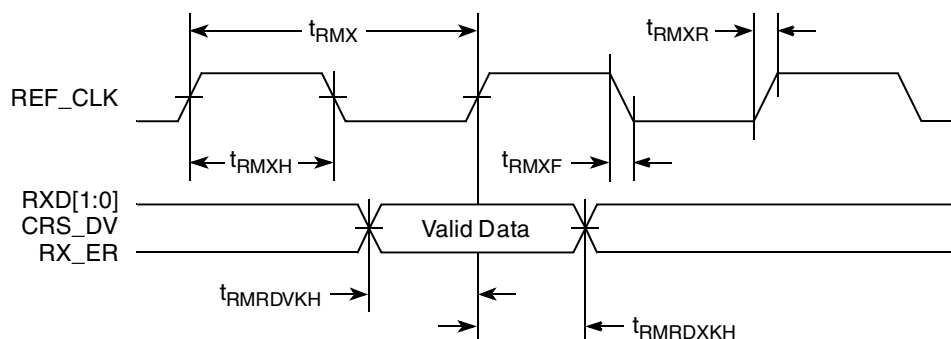 tRMX
tRMXR
REF_CLK
tRMXH
tRMXF
RXD[1:0]
CRS_DV
RX_ER
Valid Data
tRMRDVKH
tRMRDXKH